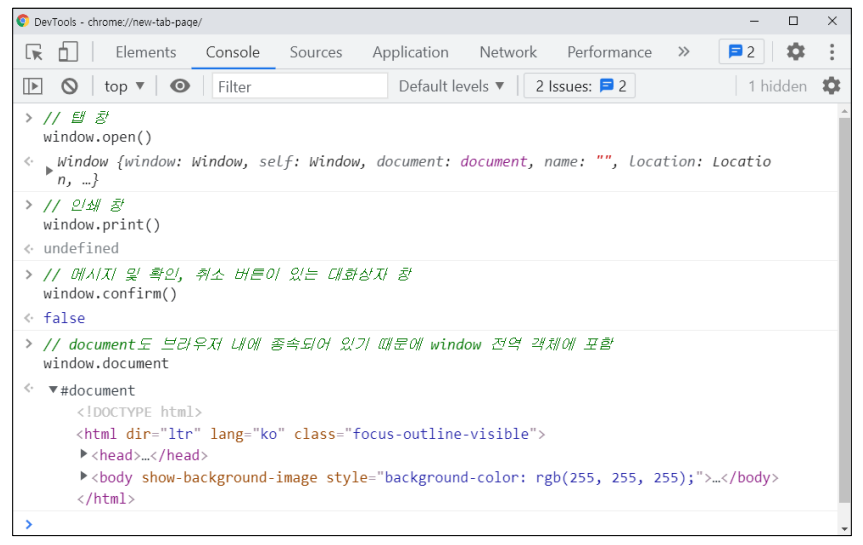 DevTools - chrome://new-tab-page/
Elements Console Sources Application Network Performance » 2
top ▼ Filter Default levels ▼ 2 Issues: 2 1 hidden
> // 탭 창
window.open()
<· ▶ Window {window: Window, self: Window, document: document, name: "", location: Locatio
n, …}
> // 인쇄 창
window.print()
<· undefined
> // 메시지 및 확인, 취소 버튼이 있는 대화상자 창
window.confirm()
<· false
> // document도 브라우저 내에 종속되어 있기 때문에 window 전역 객체에 포함
window.document
<· ▼#document
<!DOCTYPE html>
<html dir="ltr" lang="ko" class="focus-outline-visible">
▶<head>…</head>
▶<body show-background-image style="background-color: rgb(255, 255, 255);">…</body>
</html>
>